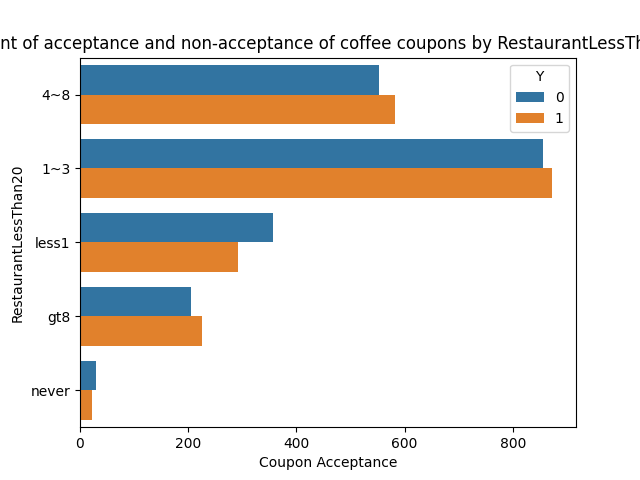 nt of acceptance and non-acceptance of coffee coupons by RestaurantLessTh
Y
0
1
4~8
1~3
less1
gt8
never
RestaurantLessThan20
0 200 400 600 800
Coupon Acceptance